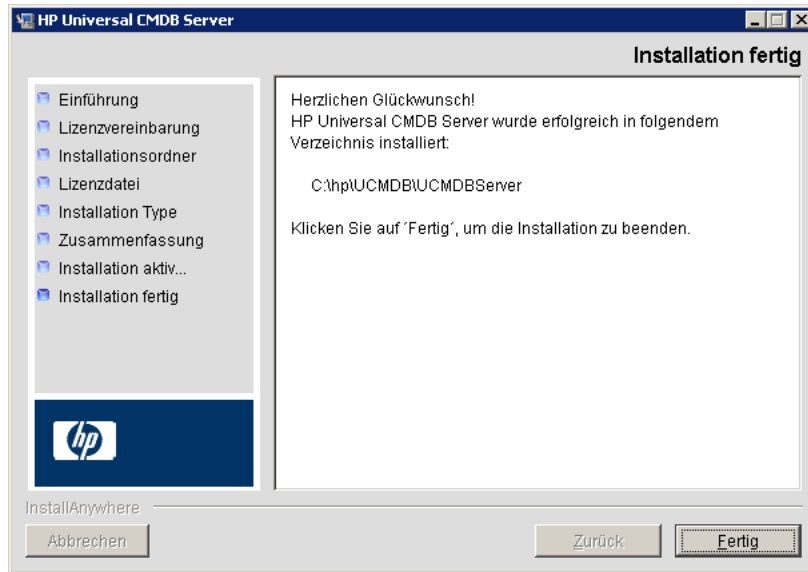 HP Universal CMDB Server
Installation fertig
Einführung
Lizenzvereinbarung
Installationsordner
Lizenzdatei
Installation Type
Zusammenfassung
Installation aktiv...
Installation fertig
Herzlichen Glückwunsch!
HP Universal CMDB Server wurde erfolgreich in folgendem
Verzeichnis installiert:
C:\hp\UCMDB\UCMDBServer
Klicken Sie auf ´Fertig´, um die Installation zu beenden.
hp
InstallAnywhere
Abbrechen
Zurück
Fertig